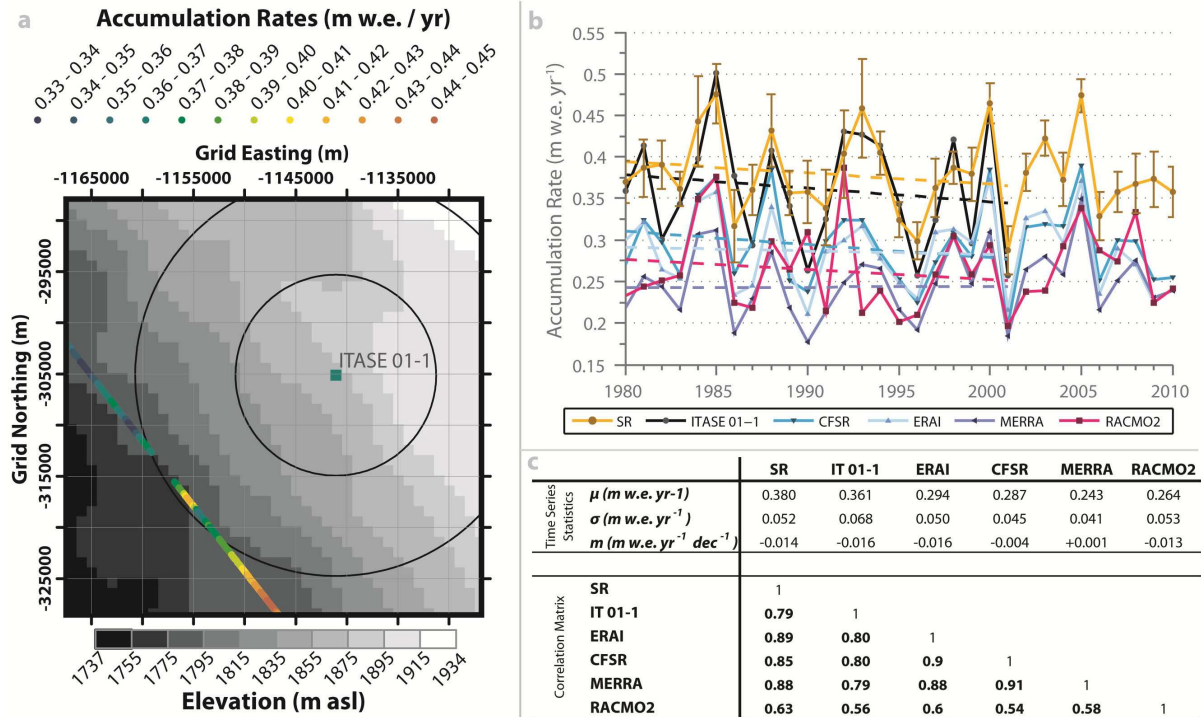 a
Accumulation Rates (m w.e. / yr)
0.33 - 0.34
0.34 - 0.35
0.35 - 0.36
0.36 - 0.37
0.37 - 0.38
0.38 - 0.39
0.39 - 0.40
0.40 - 0.41
0.41 - 0.42
0.42 - 0.43
0.43 - 0.44
0.44 - 0.45
Grid Easting (m)
-1165000 -1155000 -1145000 -1135000
Grid Northing (m)
-295000
-305000
-315000
-325000
ITASE 01-1
1737 1755 1775 1795 1815 1835 1855 1875 1895 1915 1934
Elevation (m asl)
b
Accumulation Rate (m w.e. yr-1)
0.55
0.5
0.45
0.4
0.35
0.3
0.25
0.2
0.15
1980 1985 1990 1995 2000 2005 2010
SR ITASE 01–1 CFSR ERAI MERRA RACMO2
c
SR IT 01-1 ERAI CFSR MERRA RACMO2
Time Series Statistics
μ (m w.e. yr-1) 0.380 0.361 0.294 0.287 0.243 0.264
σ (m w.e. yr-1) 0.052 0.068 0.050 0.045 0.041 0.053
m (m w.e. yr-1 dec-1) -0.014 -0.016 -0.016 -0.004 +0.001 -0.013
Correlation Matrix
SR 1
IT 01-1 0.79 1
ERAI 0.89 0.80 1
CFSR 0.85 0.80 0.9 1
MERRA 0.88 0.79 0.88 0.91 1
RACMO2 0.63 0.56 0.6 0.54 0.58 1